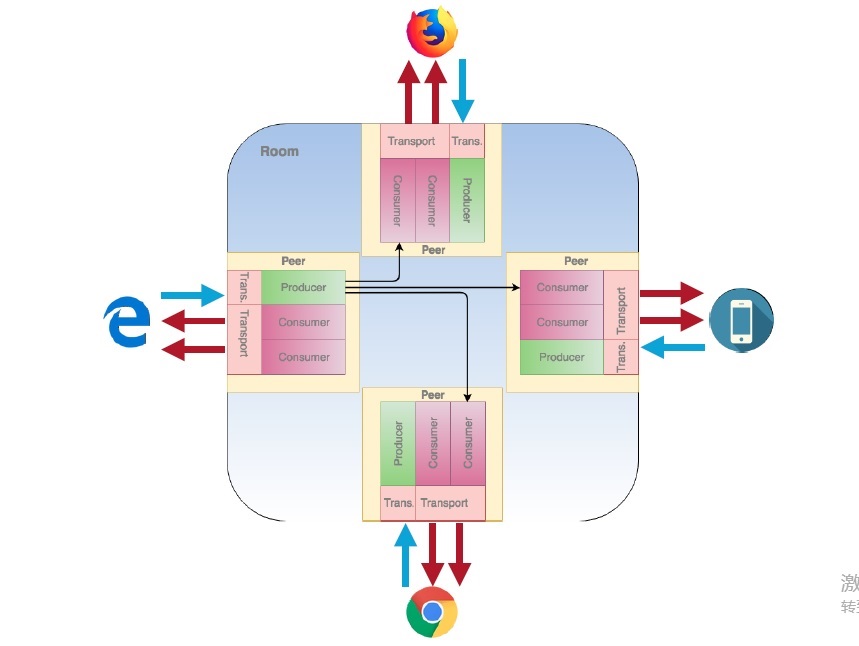 Room
Transport
Trans.
Consumer
Consumer
Producer
Peer
Peer
Trans.
Producer
Transport
Consumer
Consumer
Peer
Consumer
Transport
Consumer
Producer
Trans.
Peer
Producer
Consumer
Consumer
Trans.
Transport
激
转至